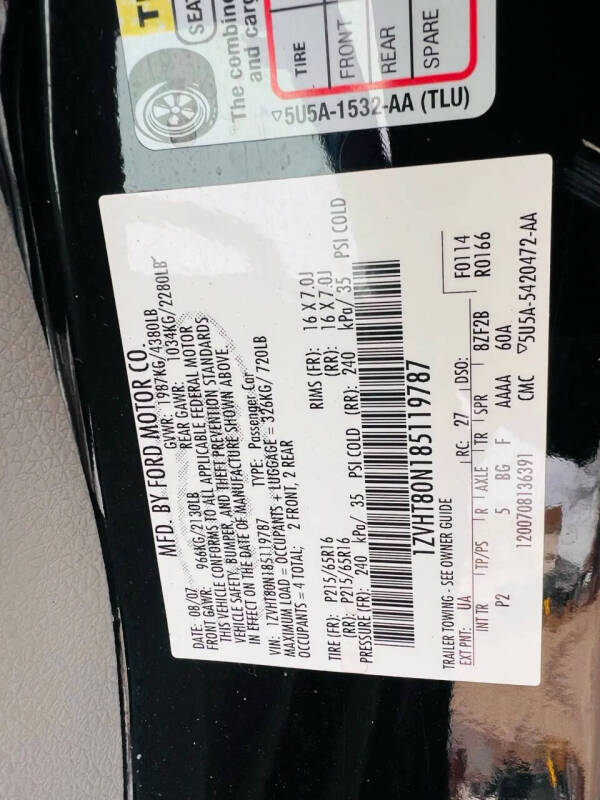 T
SEA
The combine
and carg
TIRE
FRONT
REAR
SPARE
▽5U5A-1532-AA (TLU)
MFD. BY FORD MOTOR CO.
DATE: 08/07 GVWR: 1987KG/4380LB
FRONT GAWR: 966KG/2130LB REAR GAWR: 1034KG/2280LB
THIS VEHICLE CONFORMS TO ALL APPLICABLE FEDERAL MOTOR
VEHICLE SAFETY, BUMPER, AND THEFT PREVENTION STANDARDS
IN EFFECT ON THE DATE OF MANUFACTURE SHOWN ABOVE.
VIN: 1ZVHT80N185119787 TYPE: Passenger Car
MAXIMUM LOAD = OCCUPANTS + LUGGAGE = 326KG/ 720LB
OCCUPANTS = 4 TOTAL; 2 FRONT, 2 REAR
TIRE (FR): P215/65R16 RIMS (FR): 16 X 7.0J
(RR): P215/65R16 (RR): 16 X 7.0J
PRESSURE (FR): 240 kPa/ 35 PSI COLD (RR): 240 kPa/ 35 PSI COLD
1ZVHT80N185119787
TRAILER TOWING - SEE OWNER GUIDE
EXT PNT: UA RC: 27 DSO: F0114
R0166
INT TR TP/PS R AXLE TR SPR 8ZF2B
P2 5 BG F AAAA 60A
1200708136391 CMC ▽5U5A-5420472-AA